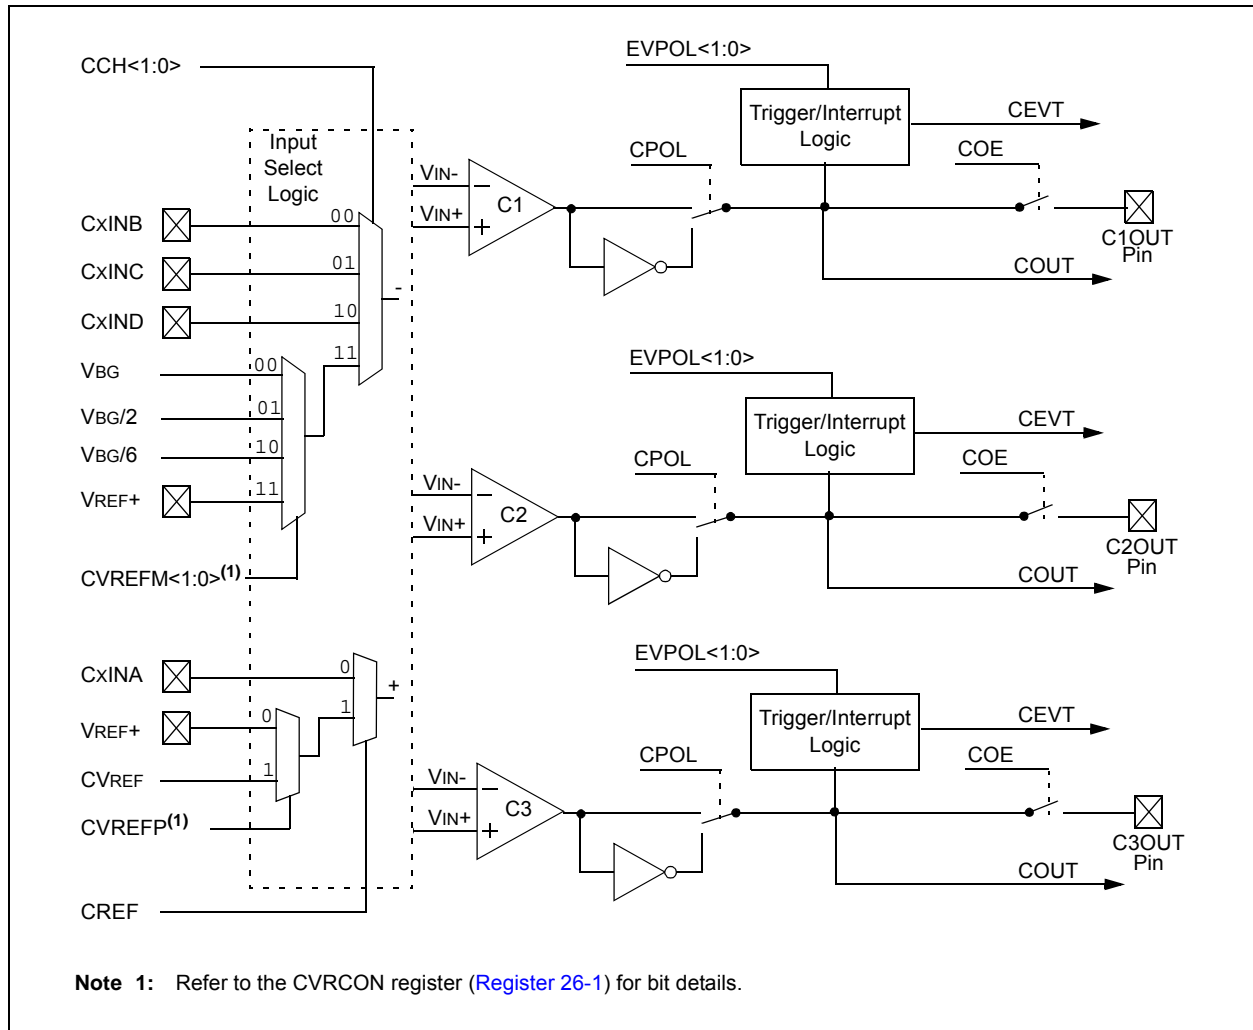 CCH<1:0>
Input
Select
Logic
CxINB
00
CxINC
01
CxIND
10
-
11
VBG
00
VBG/2
01
VBG/6
10
VREF+
11
CVREFM<1:0>(1)
CxINA
0
+
1
VREF+
0
CVREF
1
CVREFP(1)
CREF
EVPOL<1:0>
Trigger/Interrupt
Logic
CEVT
CPOL
COE
VIN-
-
C1
VIN+
+
C1OUT
Pin
COUT
EVPOL<1:0>
Trigger/Interrupt
Logic
CEVT
CPOL
COE
VIN-
-
C2
VIN+
+
C2OUT
Pin
COUT
EVPOL<1:0>
Trigger/Interrupt
Logic
CEVT
CPOL
COE
VIN-
-
C3
VIN+
+
C3OUT
Pin
COUT
Note 1: Refer to the CVRCON register (Register 26-1) for bit details.